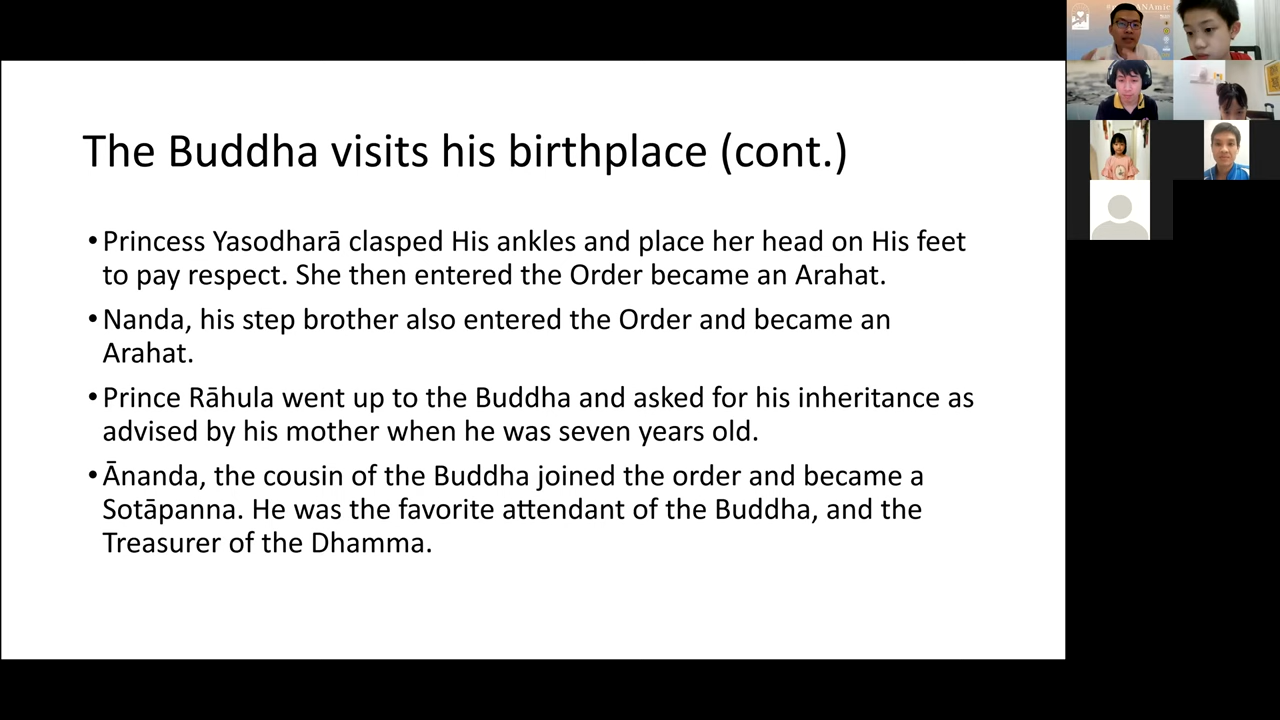 The Buddha visits his birthplace (cont.)
•Princess Yasodharā clasped His ankles and place her head on His feet
to pay respect. She then entered the Order became an Arahat.
•Nanda, his step brother also entered the Order and became an
Arahat.
•Prince Rāhula went up to the Buddha and asked for his inheritance as
advised by his mother when he was seven years old.
•Ānanda, the cousin of the Buddha joined the order and became a
Sotāpanna. He was the favorite attendant of the Buddha, and the
Treasurer of the Dhamma.